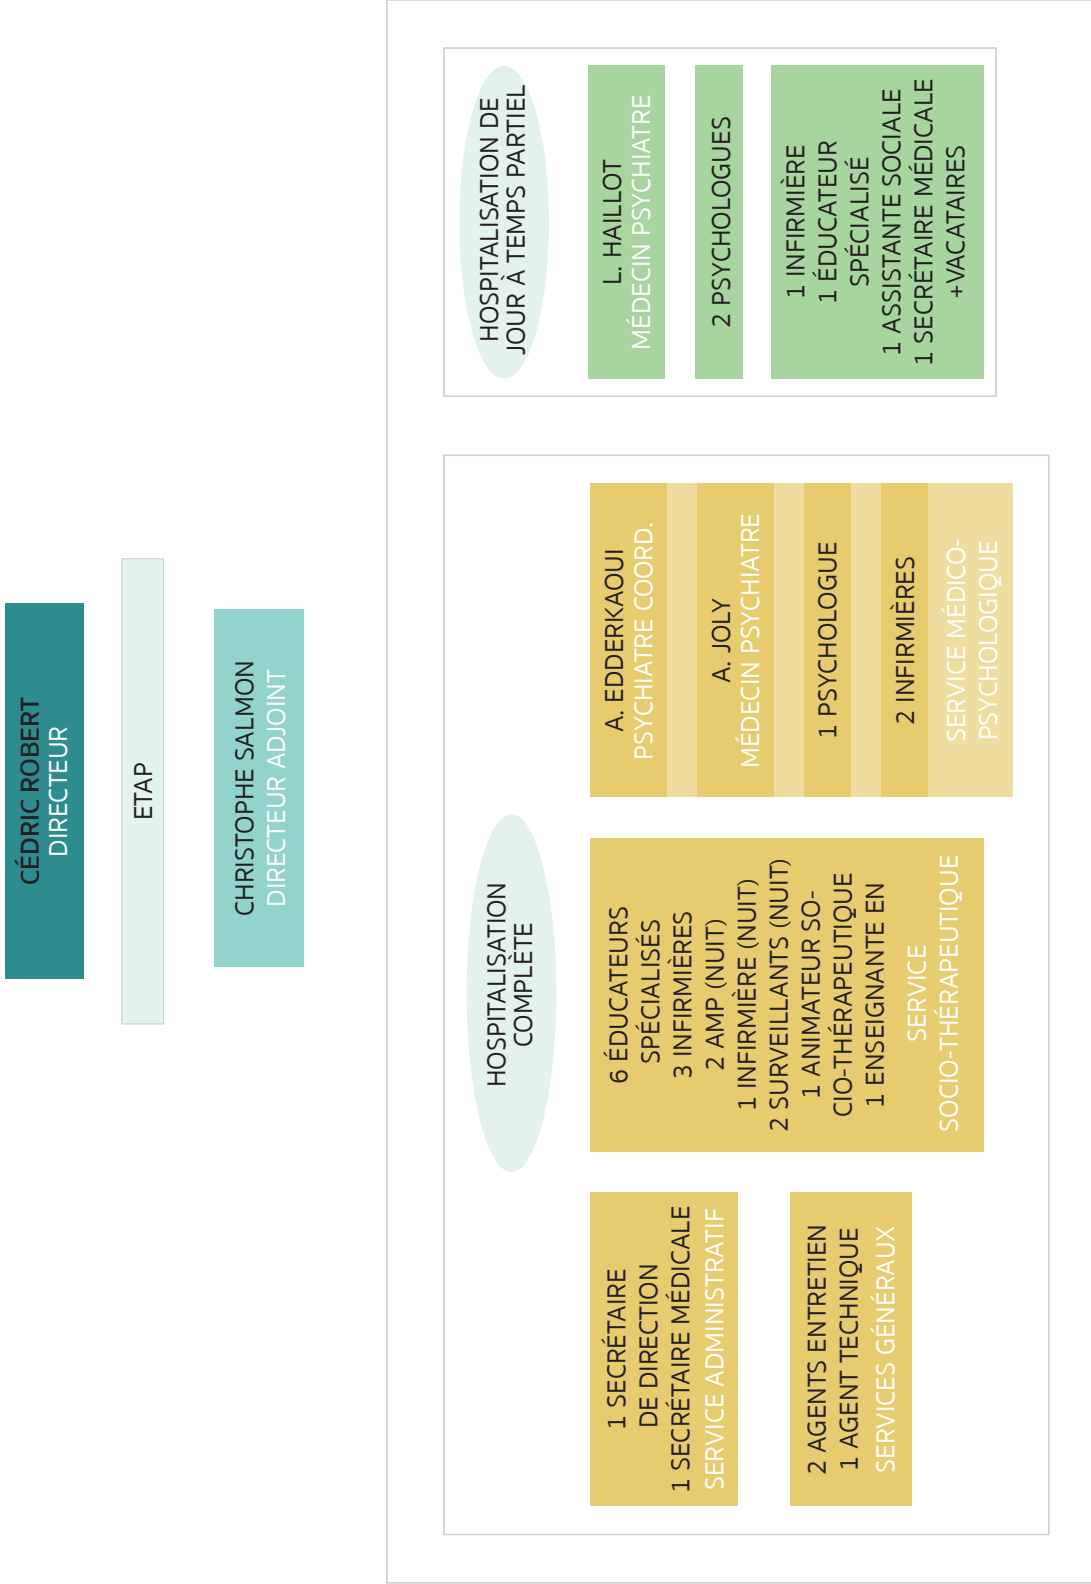 CÉDRIC ROBERT
DIRECTEUR
ETAP
CHRISTOPHE SALMON
DIRECTEUR ADJOINT
HOSPITALISATION
COMPLÈTE
1 SECRÉTAIRE
DE DIRECTION
1 SECRÉTAIRE MÉDICALE
SERVICE ADMINISTRATIF
2 AGENTS ENTRETIEN
1 AGENT TECHNIQUE
SERVICES GÉNÉRAUX
6 ÉDUCATEURS
SPÉCIALISÉS
3 INFIRMIÈRES
2 AMP (NUIT)
1 INFIRMIÈRE (NUIT)
2 SURVEILLANTS (NUIT)
1 ANIMATEUR SO-
CIO-THÉRAPEUTIQUE
1 ENSEIGNANTE EN
SERVICE
SOCIO-THÉRAPEUTIQUE
A. EDDERKAOUI
PSYCHIATRE COORD.
A. JOLY
MÉDECIN PSYCHIATRE
1 PSYCHOLOGUE
2 INFIRMIÈRES
SERVICE MÉDICO-
PSYCHOLOGIQUE
HOSPITALISATION DE
JOUR À TEMPS PARTIEL
L. HAILLOT
MÉDECIN PSYCHIATRE
2 PSYCHOLOGUES
1 INFIRMIÈRE
1 ÉDUCATEUR
SPÉCIALISÉ
1 ASSISTANTE SOCIALE
1 SECRÉTAIRE MÉDICALE
+VACATAIRES